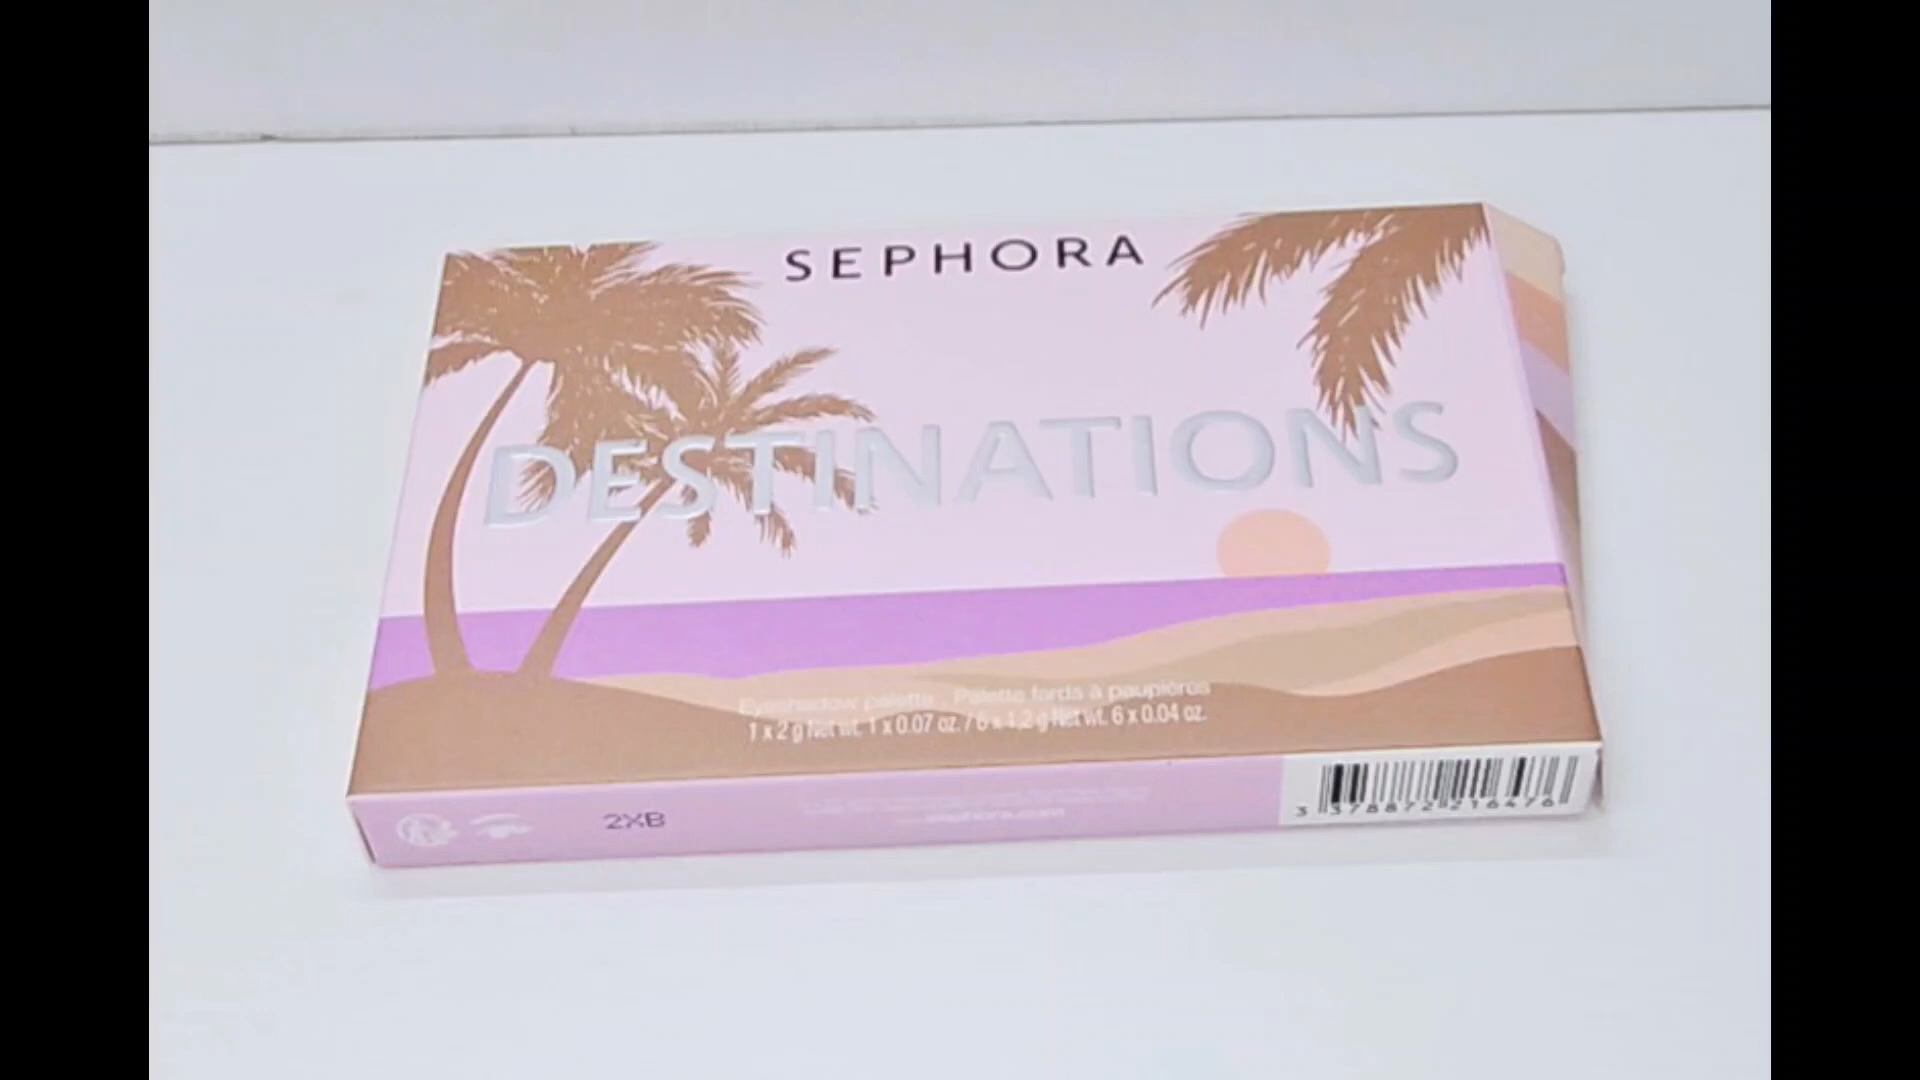 SEPHORA
DESTINATIONS
Eyeshadow palette Palette fards à paupières
1 x 2 g Net wt. 1 x 0.07 oz. / 6 x 1,2 g Net wt. 6 x 0.04 oz.
2XB
3 378872 216476